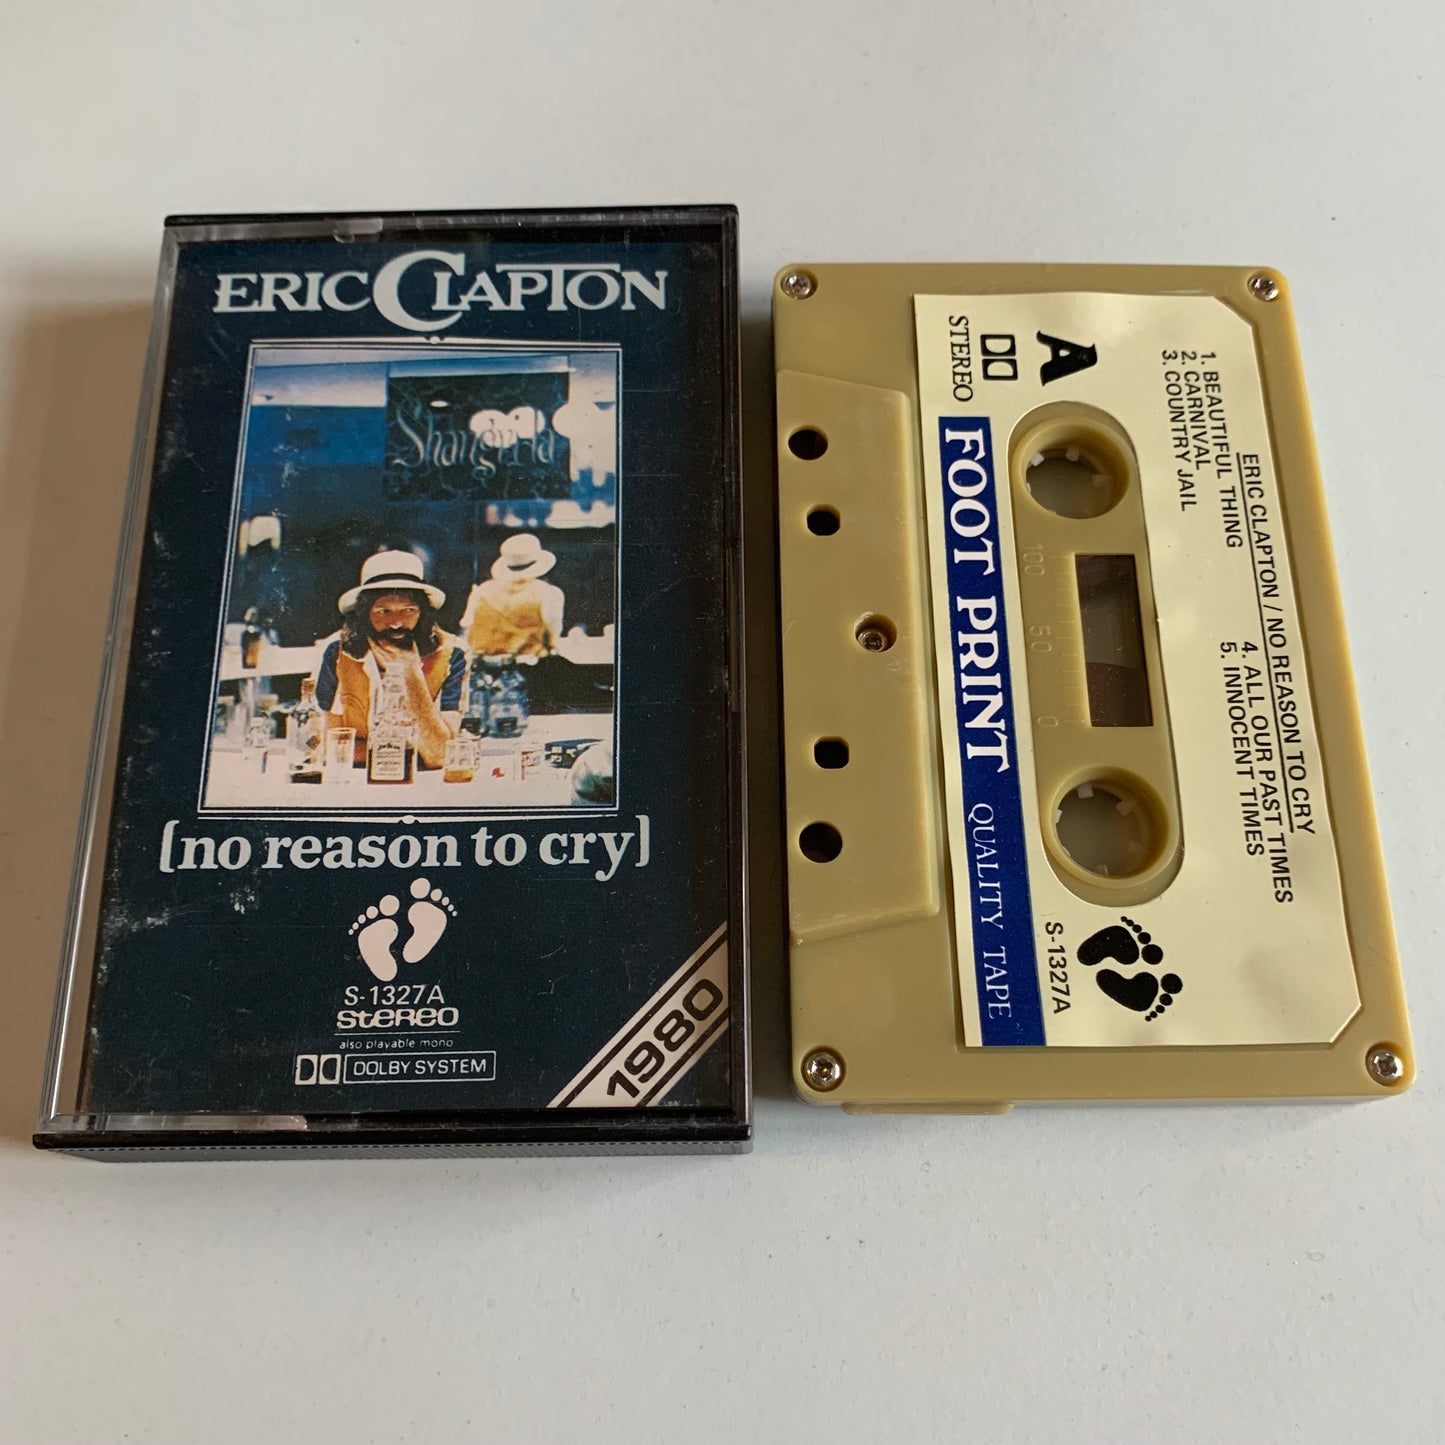 ERIC CLAPTON
Shangri-la
(no reason to cry)
S-1327A
STEREO
also playable mono
DOLBY SYSTEM
1980
STEREO
A
1. BEAUTIFUL THING
2. CARNIVAL
3. COUNTRY JAIL
ERIC CLAPTON / NO REASON TO CRY
4. ALL OUR PAST TIMES
5. INNOCENT TIMES
FOOT PRINT QUALITY TAPE
100 50 0
S-1327A